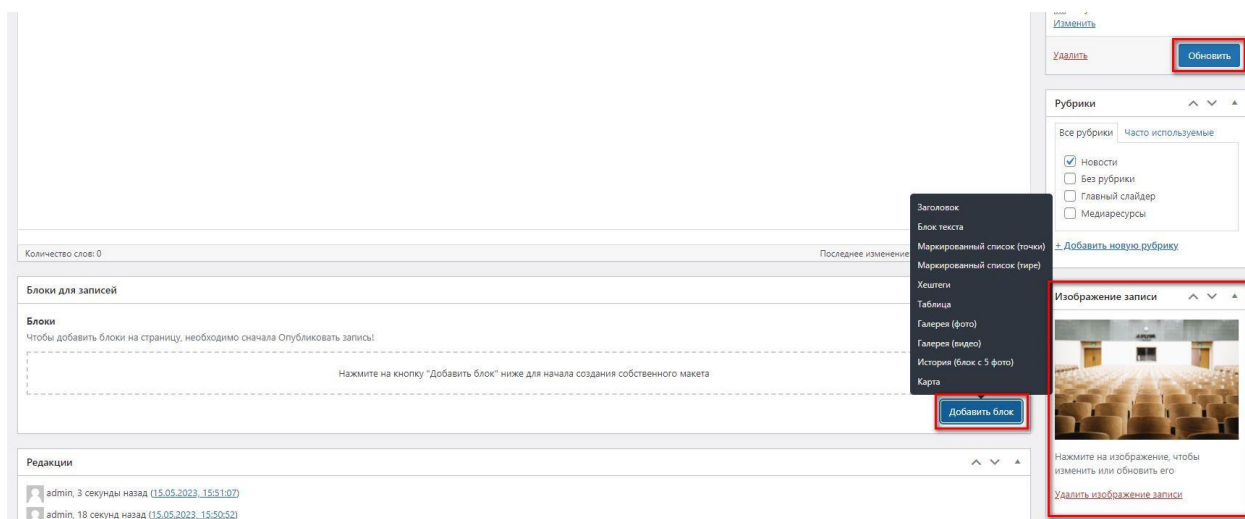 Изменить
Удалить
Обновить
Рубрики
Все рубрики Часто используемые
Новости
Без рубрики
Главный слайдер
Медиаресурсы
+ Добавить новую рубрику
Заголовок
Блок текста
Маркированный список (точки)
Маркированный список (тире)
Хештеги
Таблица
Галерея (фото)
Галерея (видео)
История (блок с 5 фото)
Карта
Количество слов: 0
Последнее изменение
Блоки для записей
Блоки
Чтобы добавить блоки на страницу, необходимо сначала Опубликовать запись!
Нажмите на кнопку "Добавить блок" ниже для начала создания собственного макета
Добавить блок
Изображение записи
Нажмите на изображение, чтобы
изменить или обновить его
Удалить изображение записи
Редакции
admin, 3 секунды назад (15.05.2023, 15:51:07)
admin, 18 секунд назад (15.05.2023, 15:50:52)